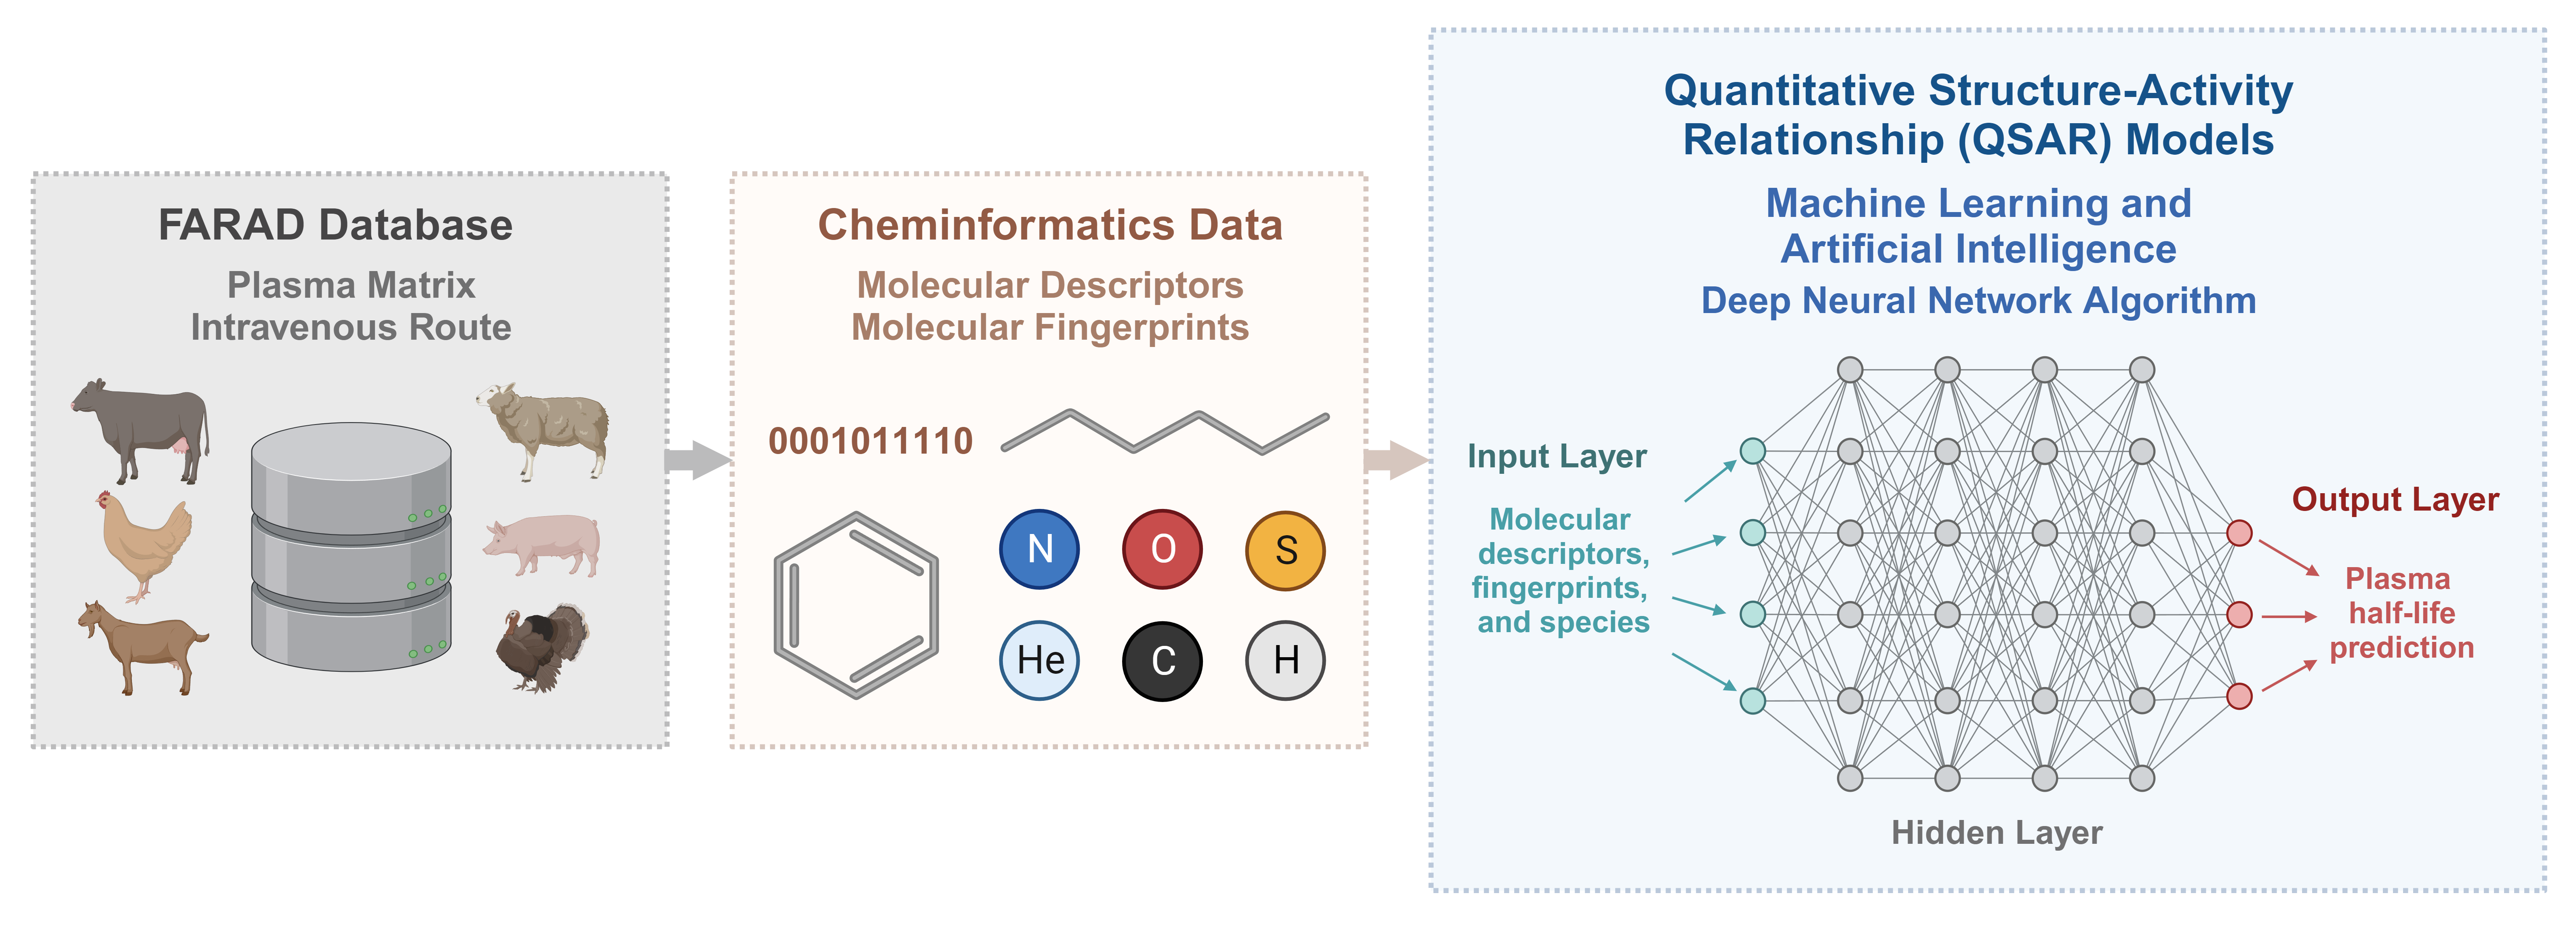 FARAD Database
Plasma Matrix
Intravenous Route
Cheminformatics Data
Molecular Descriptors
Molecular Fingerprints
0001011110
N
O
S
He
C
H
Quantitative Structure-Activity
Relationship (QSAR) Models
Machine Learning and
Artificial Intelligence
Deep Neural Network Algorithm
Input Layer
Molecular
descriptors,
fingerprints,
and species
Output Layer
Plasma
half-life
prediction
Hidden Layer